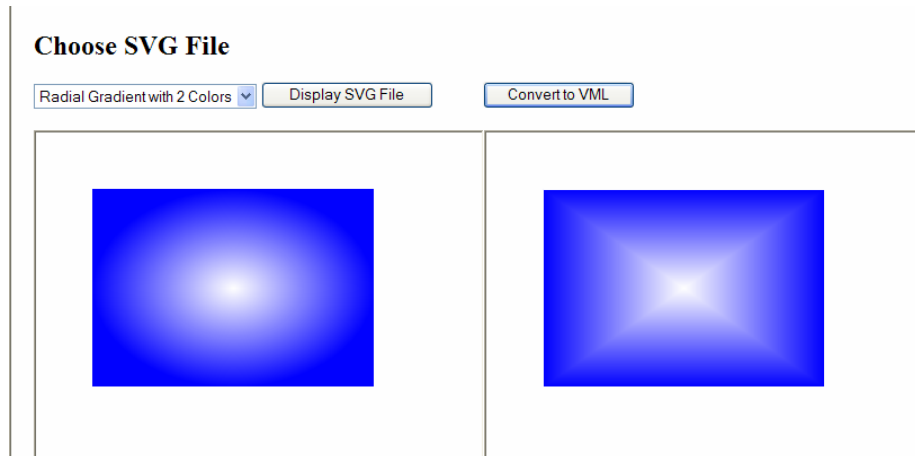 Choose SVG File
Radial Gradient with 2 Colors Display SVG File Convert to VML